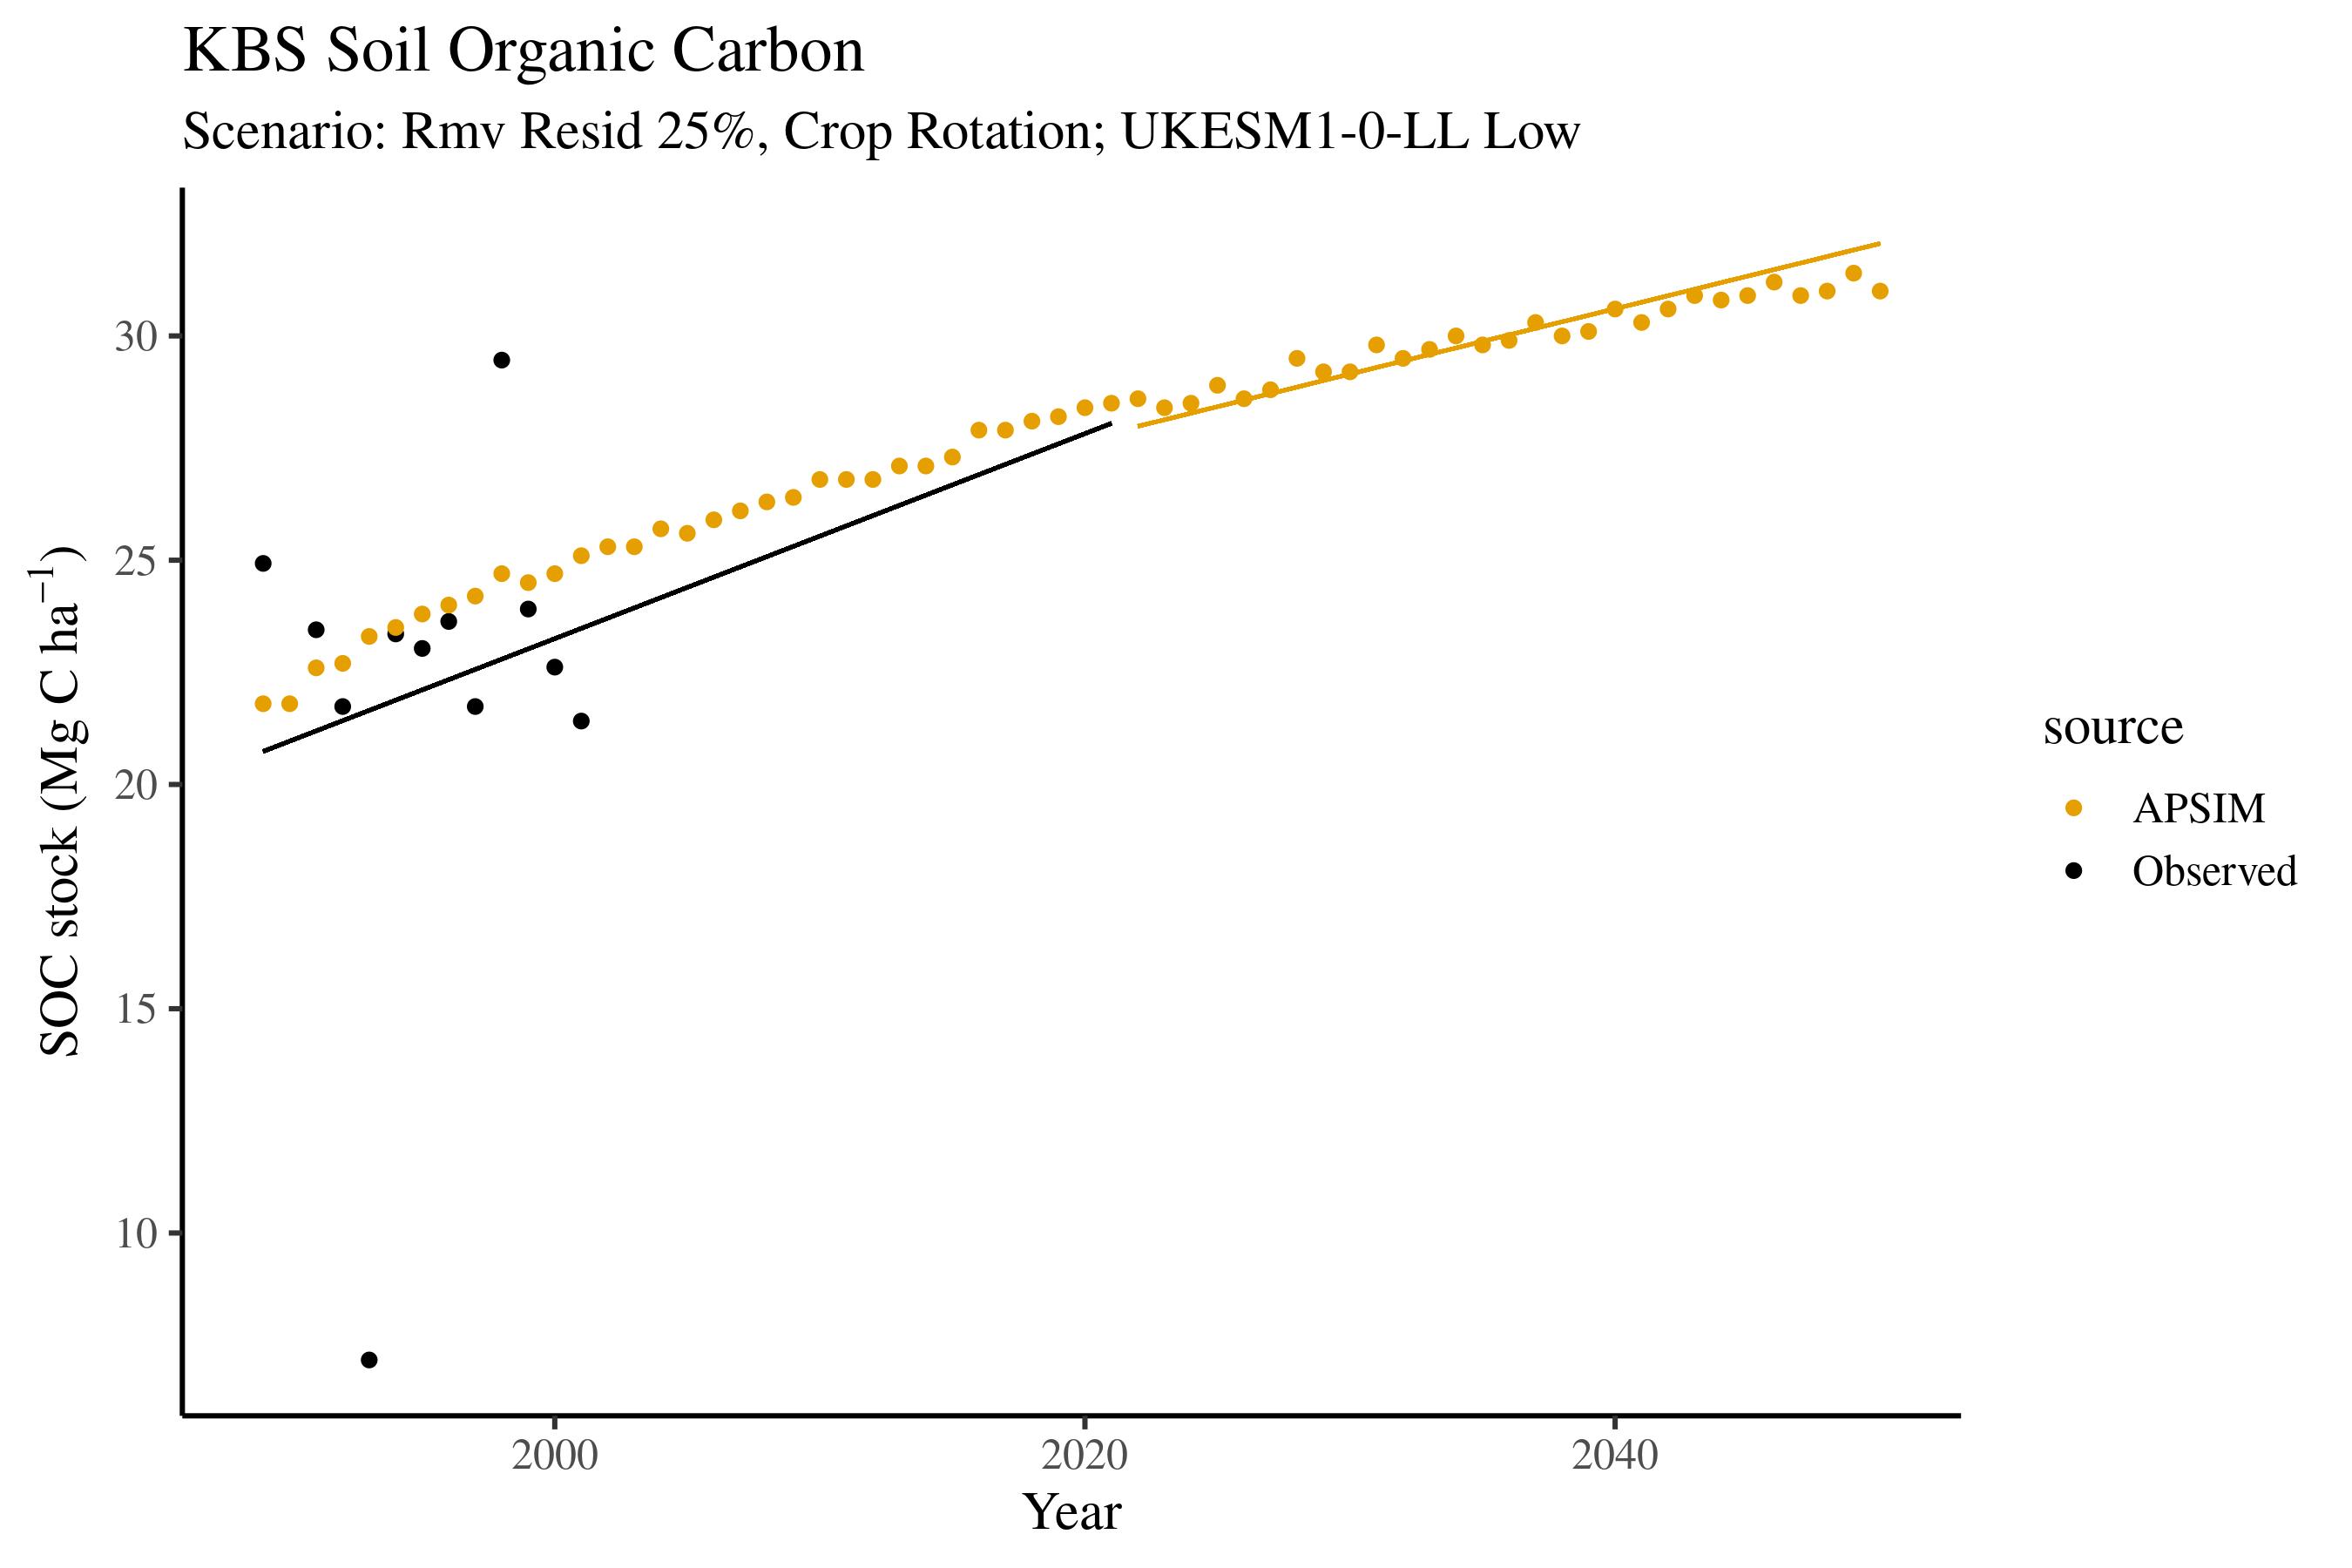 KBS Soil Organic Carbon
Scenario: Rmv Resid 25%, Crop Rotation; UKESM1-0-LL Low
SOC stock (Mg C ha⁻¹)
30
25
20
15
10
2000
2020
2040
Year
source
APSIM
Observed